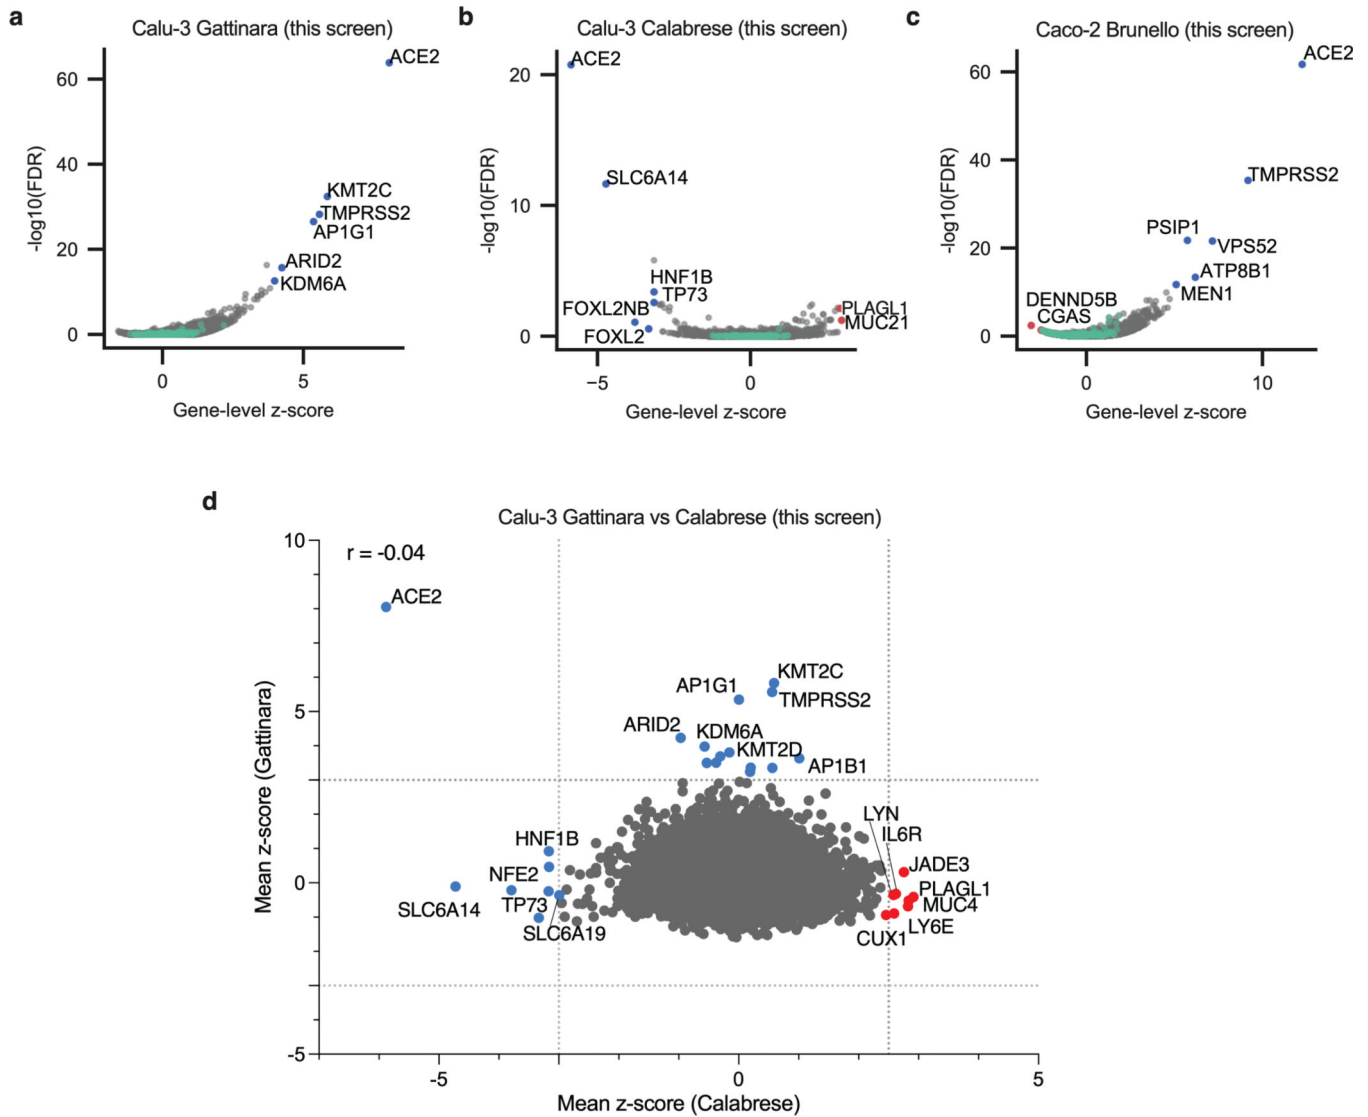 a
Calu-3 Gattinara (this screen)
-log10(FDR)
60
40
20
0
ACE2
KMT2C
TMPRSS2
AP1G1
ARID2
KDM6A
0
5
Gene-level z-score
b
Calu-3 Calabrese (this screen)
-log10(FDR)
20
10
0
ACE2
SLC6A14
HNF1B
TP73
FOXL2NB
FOXL2
PLAGL1
MUC21
−5
0
Gene-level z-score
c
Caco-2 Brunello (this screen)
-log10(FDR)
60
40
20
0
ACE2
TMPRSS2
PSIP1
VPS52
ATP8B1
MEN1
DENND5B
CGAS
0
10
Gene-level z-score
d
Calu-3 Gattinara vs Calabrese (this screen)
r = -0.04
Mean z-score (Gattinara)
10
5
0
-5
ACE2
KMT2C
AP1G1
TMPRSS2
ARID2
KDM6A
KMT2D
AP1B1
LYN
IL6R
HNF1B
JADE3
NFE2
PLAGL1
TP73
MUC4
SLC6A14
LY6E
SLC6A19
CUX1
-5
0
5
Mean z-score (Calabrese)